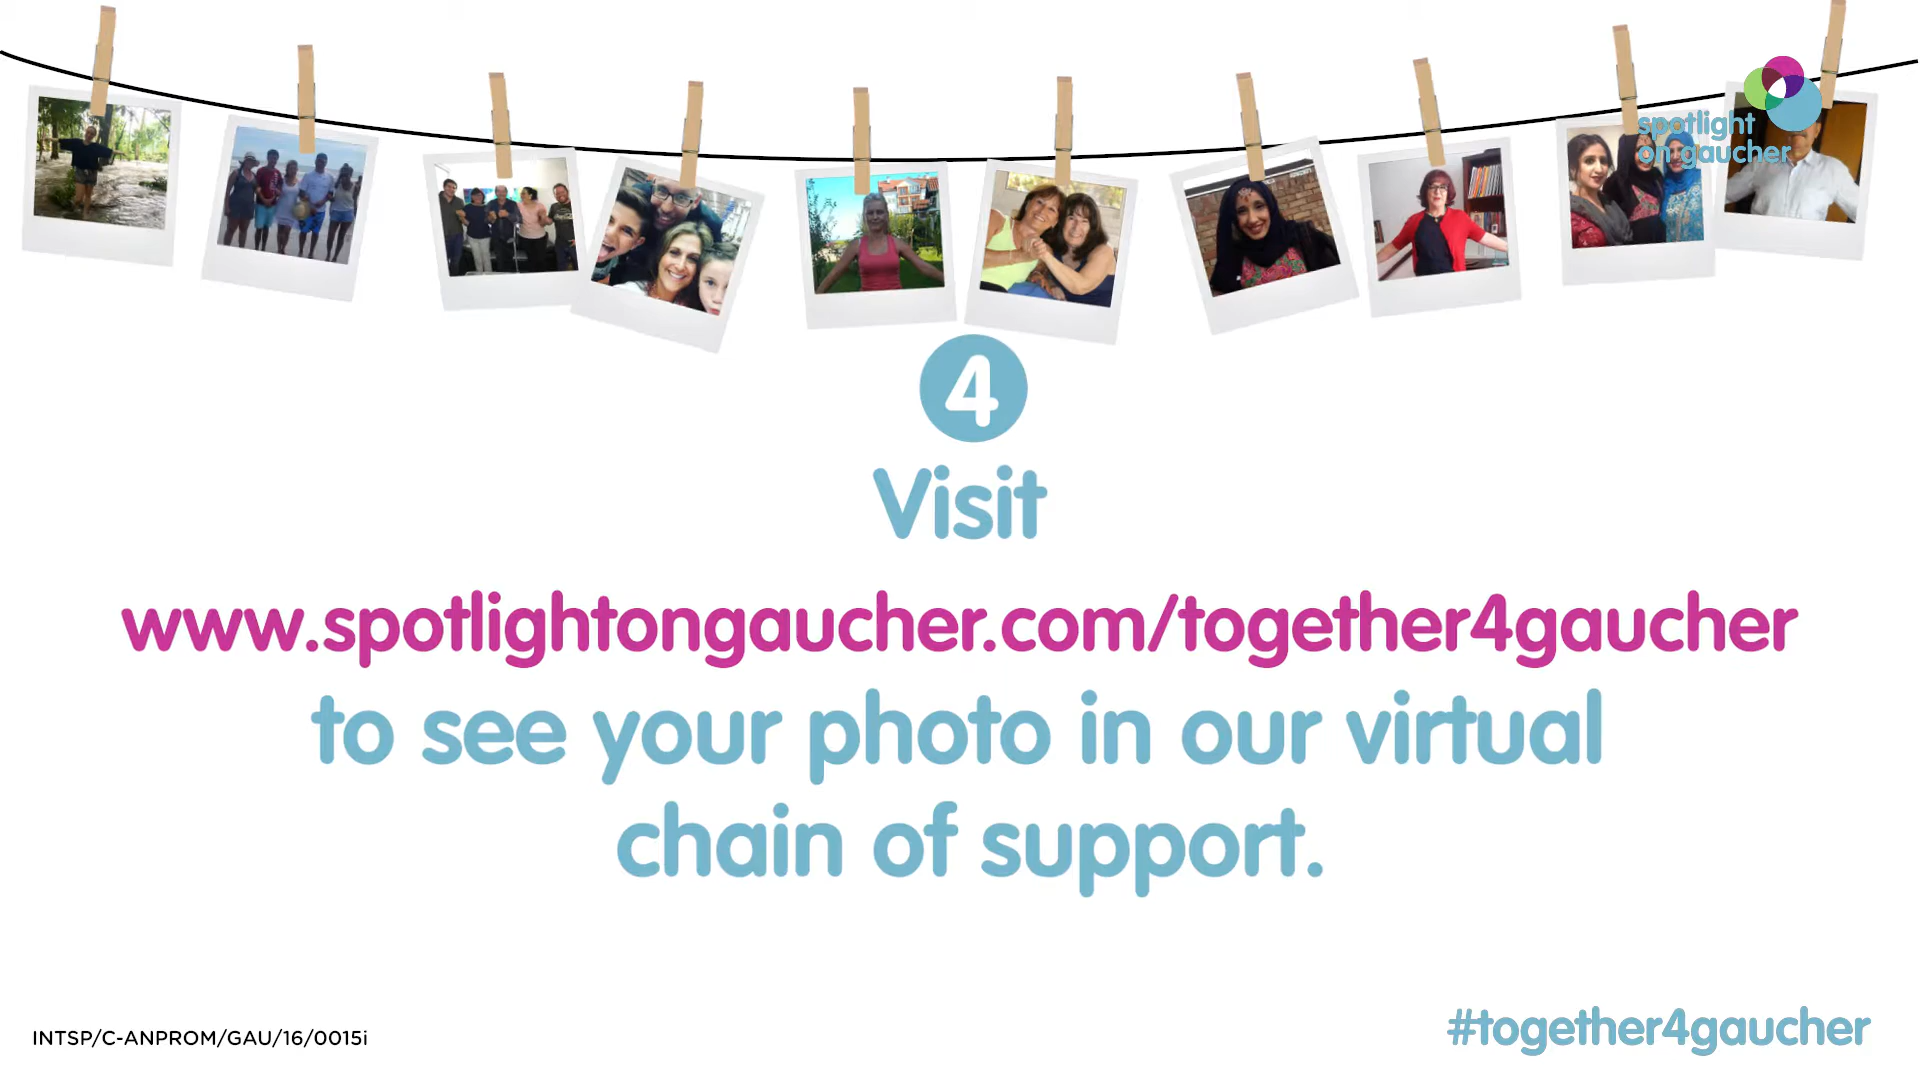 spotlight
on gaucher
4
Visit
www.spotlightongaucher.com/together4gaucher
to see your photo in our virtual
chain of support.
INTSP/C-ANPROM/GAU/16/0015i
#together4gaucher